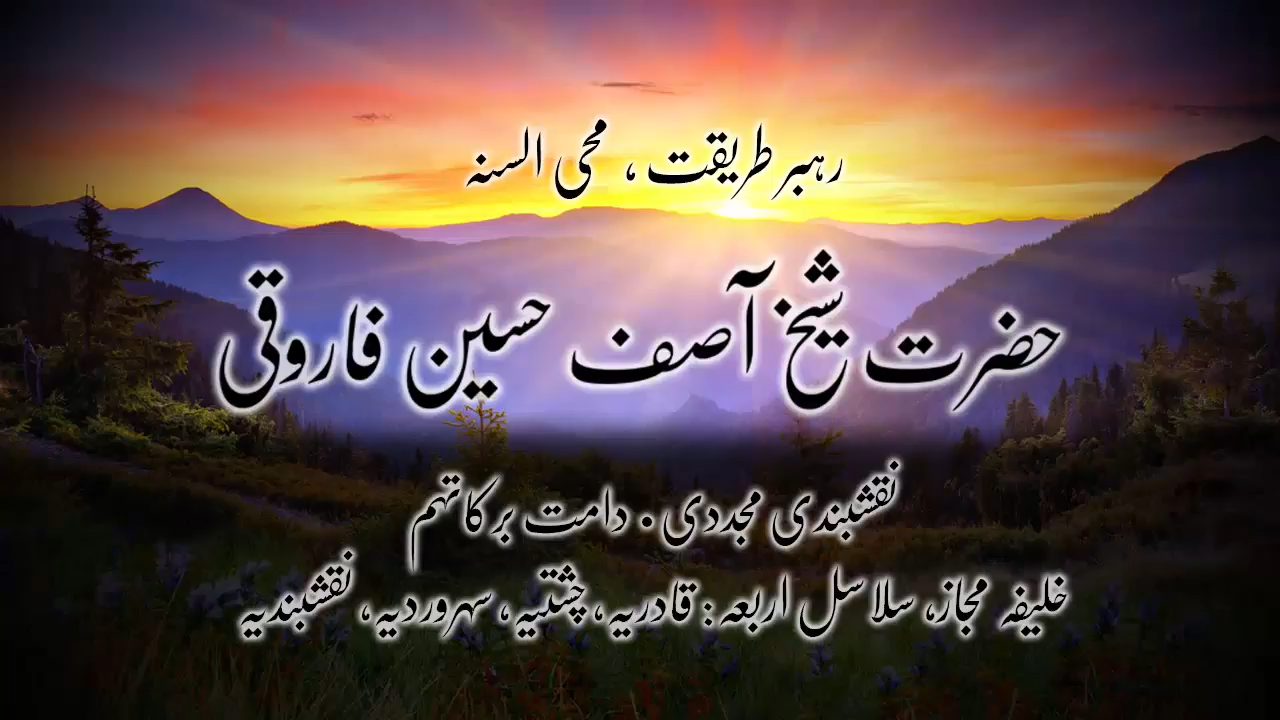 رہبر طریقت، محی السنہ
حضرت شیخ آصف حسین فاروقی
نقشبندی مجددی۔ دامت برکاتہم
خلیفہ مجاز، سلاسل اربعہ: قادریہ، چشتیہ، سہروردیہ، نقشبندیہ